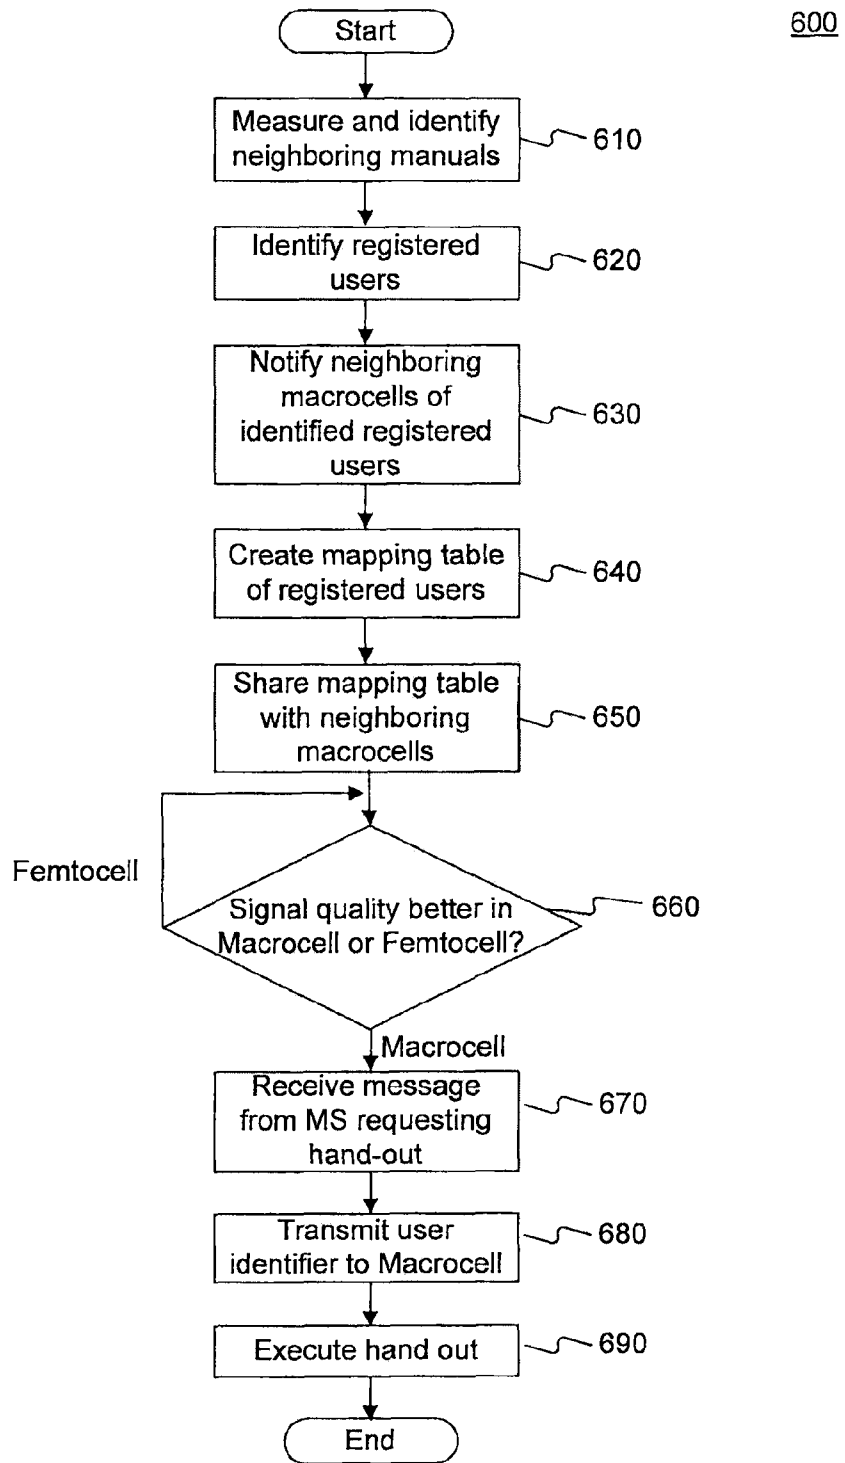 600
Start
Measure and identify
neighboring manuals
610
Identify registered
users
620
Notify neighboring
macrocells of
identified registered
users
630
Create mapping table
of registered users
640
Share mapping table
with neighboring
macrocells
650
Femtocell
Signal quality better in
Macrocell or Femtocell?
660
Macrocell
Receive message
from MS requesting
hand-out
670
Transmit user
identifier to Macrocell
680
Execute hand out
690
End